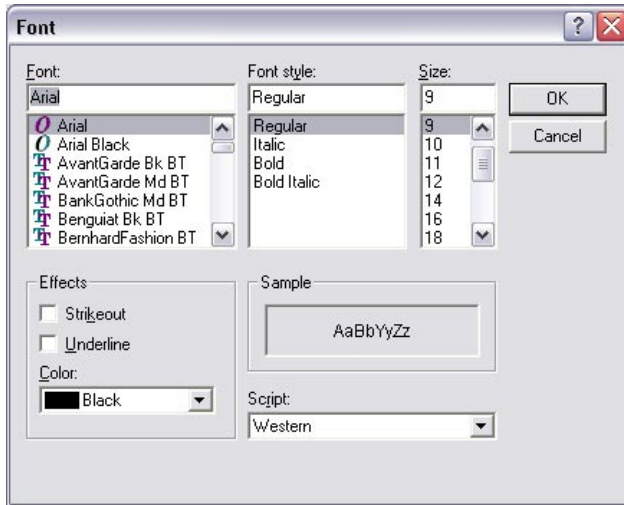 Font
Font: Font style: Size:
Arial Regular 9 OK
Arial Regular 9 Cancel
Arial Black Italic 10
AvantGarde Bk BT Bold 11
AvantGarde Md BT Bold Italic 12
BankGothic Md BT 14
Benguiat Bk BT 16
BernhardFashion BT 18
Effects Sample
Strikeout AaBbYyZz
Underline
Color:
Black Script:
Western